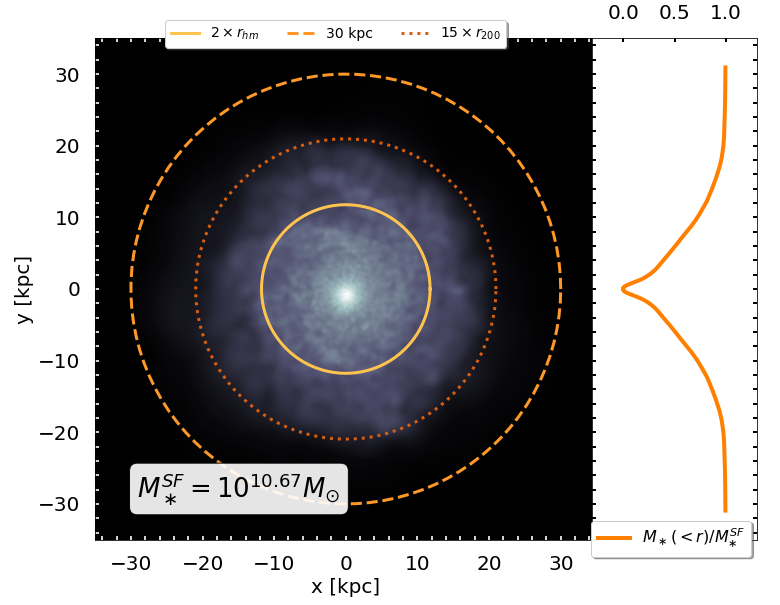 2 × r_hm 30 kpc 15 × r_200
0.0 0.5 1.0
30
20
10
0
−10
−20
−30
y [kpc]
M_*^SF = 10^10.67 M_⊙
M_*(<r)/M_*^SF
−30 −20 −10 0 10 20 30
x [kpc]